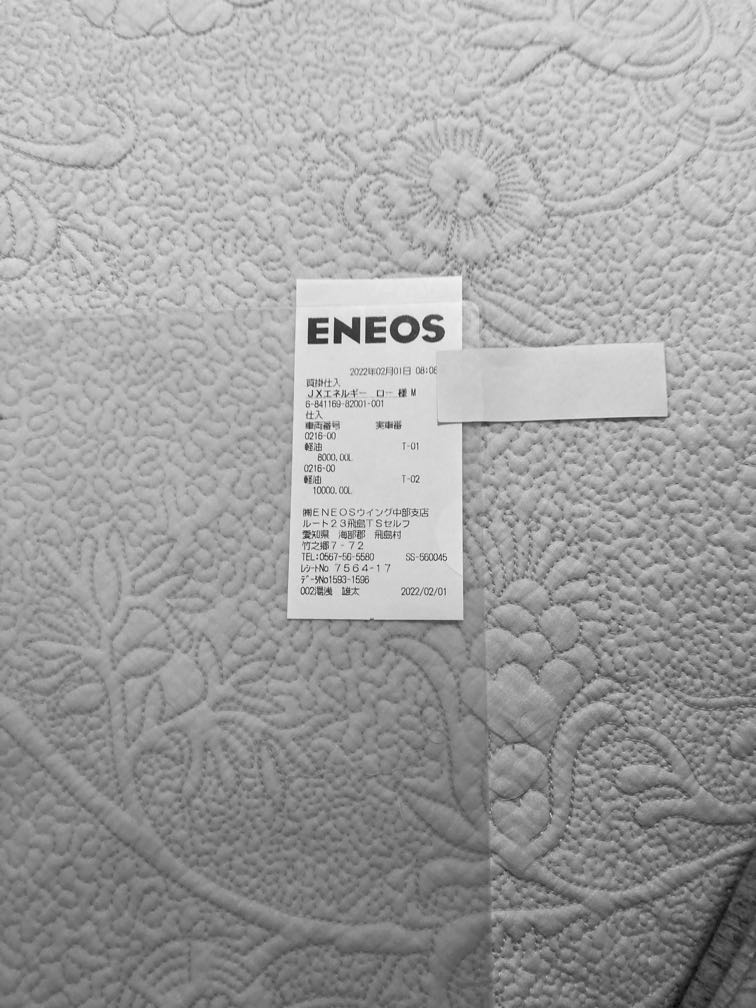 ENEOS
2022年02月01日 08:06
買掛仕入
JXエネルギー ロー 様 M
6-841169-82001-001
仕入
車両番号 実車番
0216-00
軽油 T-01
8000.00L
0216-00
軽油 T-02
10000.00L
㈱ENEOSウイング中部支店
ルート23飛島TSセルフ
愛知県 海部郡 飛島村
竹之郷7-72
TEL:0567-56-5580 SS-560045
ﾚｼｰﾄNo 7564-17
ﾃﾞｰﾀNo1593-1596
002湯浅 雄太 2022/02/01